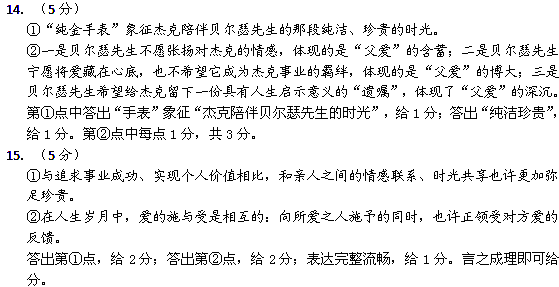 14. （5分）
①“纯金手表”象征杰克陪伴贝尔瑟先生的那段纯洁、珍贵的时光。
②一是贝尔瑟先生不愿张扬对杰克的情感，体现的是“父爱”的含蓄；二是贝尔瑟先生
宁愿将爱藏在心底，也不希望它成为杰克事业的羁绊，体现的是“父爱”的博大；三是
贝尔瑟先生希望给杰克留下一份具有人生启示意义的“遗嘱”，体现了“父爱”的深沉。
第①点中答出“手表”象征“杰克陪伴贝尔瑟先生的时光”，给1分；答出“纯洁珍贵”，
给1分。第②点中每点1分，共3分。
15. （5分）
①与追求事业成功、实现个人价值相比，和亲人之间的情感联系、时光共享也许更加弥
足珍贵。
②在人生岁月中，爱的施与受是相互的：向所爱之人施予的同时，也许正领受对方爱的
反馈。
答出第①点，给2分；答出第②点，给2分；表达完整流畅，给1分。言之成理即可给
分。